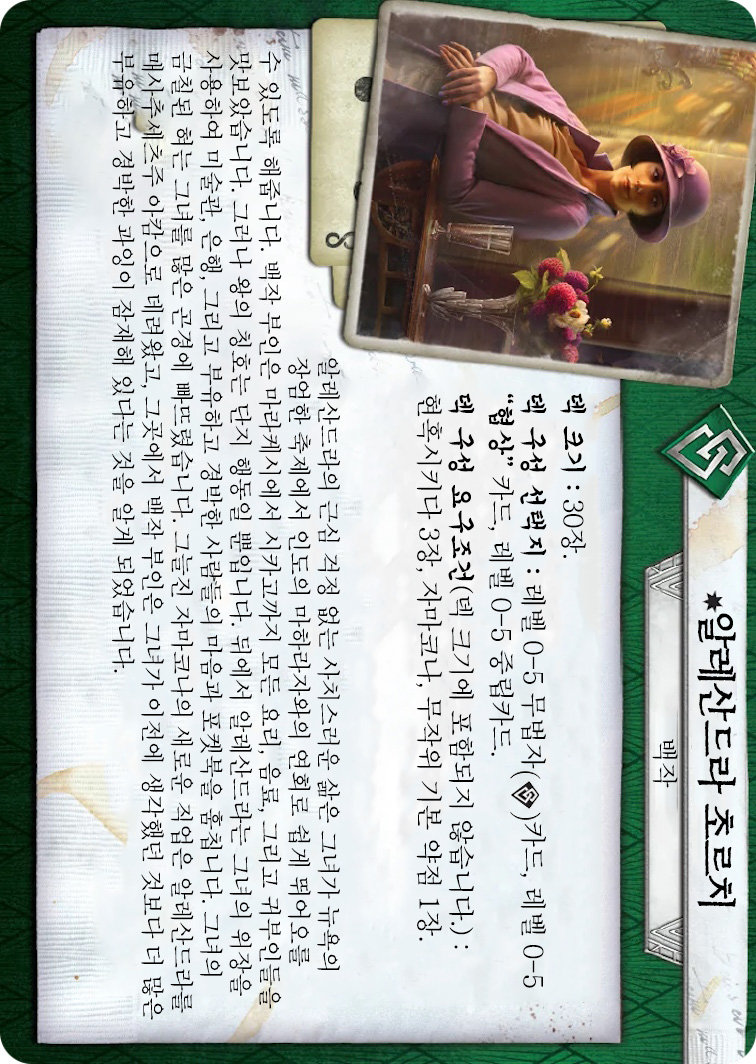 ✷알레산드라 초르치
백작
덱 크기 : 30장.
덱 구성 선택지 : 레벨 0-5 무법자( )카드, 레벨 0-5
“협상” 카드, 레벨 0-5 중립카드.
덱 구성 요구조건(덱 크기에 포함되지 않습니다.) :
현혹시키다 3장, 자마코나, 무작위 기본 약점 1장.
알레산드라의 근심 걱정 없는 사치스러운 삶은 그녀가 뉴욕의
장엄한 축제에서 인도의 마하라자와의 연회로 쉽게 뛰어오를
수 있도록 해줍니다. 백작 부인은 마라케시에서 시카고까지 모든 요리, 음료, 그리고 귀부인들을
맛보았습니다. 그러나 왕의 칭호는 단지 행동일 뿐입니다. 뒤에서 알레산드라는 그녀의 위장을
사용하여 미술관, 은행, 그리고 부유하고 경박한 사람들의 마음과 포켓북을 훔칩니다. 그녀의
금칠된 혀는 그녀를 많은 곤경에 빠뜨렸습니다. 그늘진 자마코나의 새로운 직업은 알레산드라를
매사추세츠주 아캄으로 데려왔고, 그곳에서 백작 부인은 그녀가 이전에 생각했던 것보다 더 많은
부유하고 경박한 과잉이 잠재해 있다는 것을 알게 되었습니다.
8